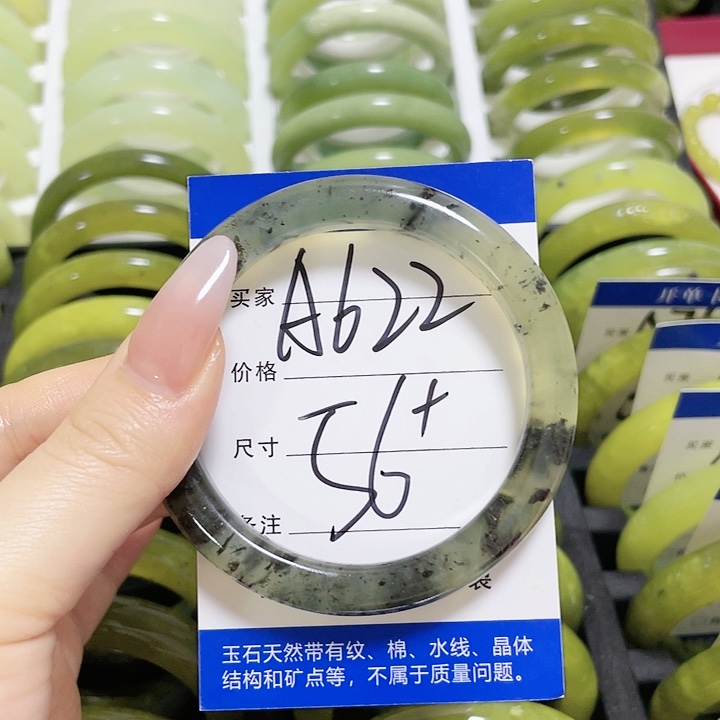 买家 A622
价格
尺寸 56+
备注
玉石天然带有纹、棉、水线、晶体
结构和矿点等，不属于质量问题。